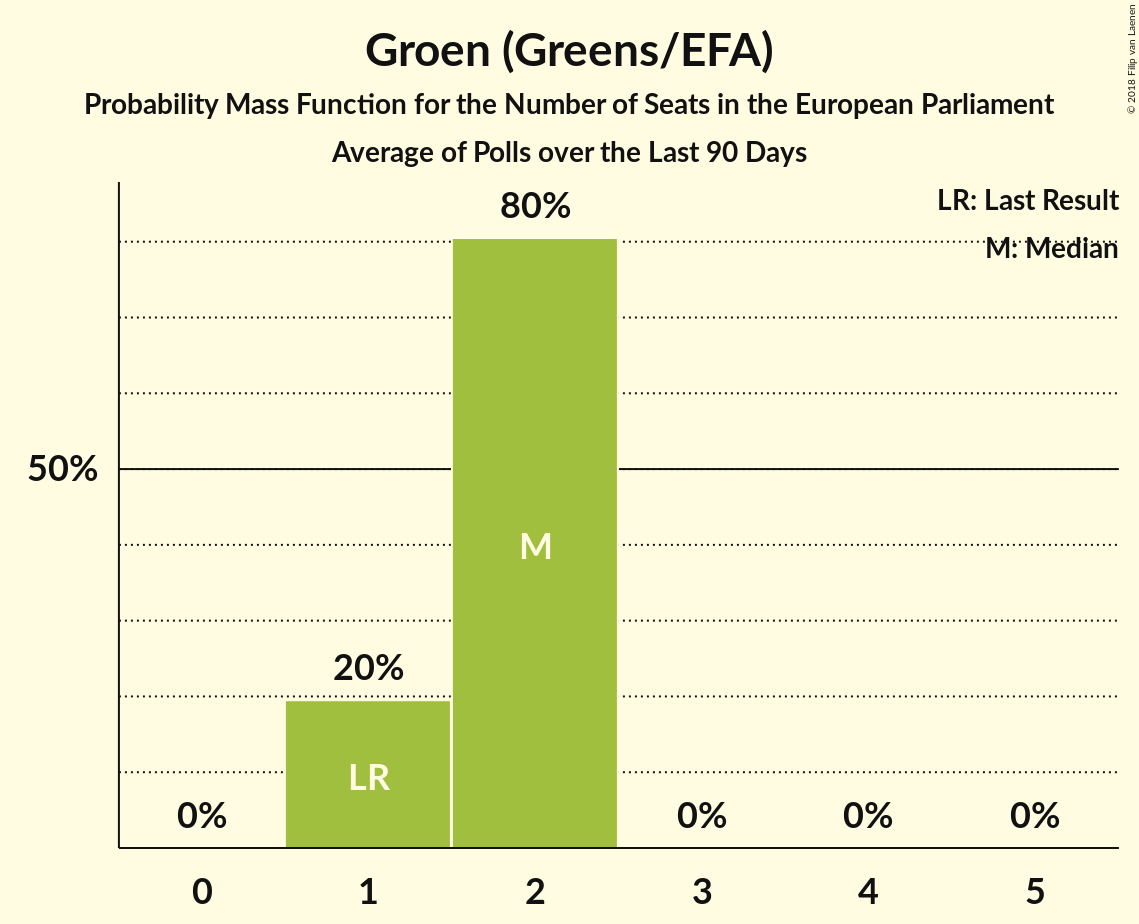 Groen (Greens/EFA)
Probability Mass Function for the Number of Seats in the European Parliament
Average of Polls over the Last 90 Days
© 2018 Filip van Laenen
LR: Last Result
M: Median
80%
50%
M
20%
LR
0%
0%
0%
0%
0
1
2
3
4
5